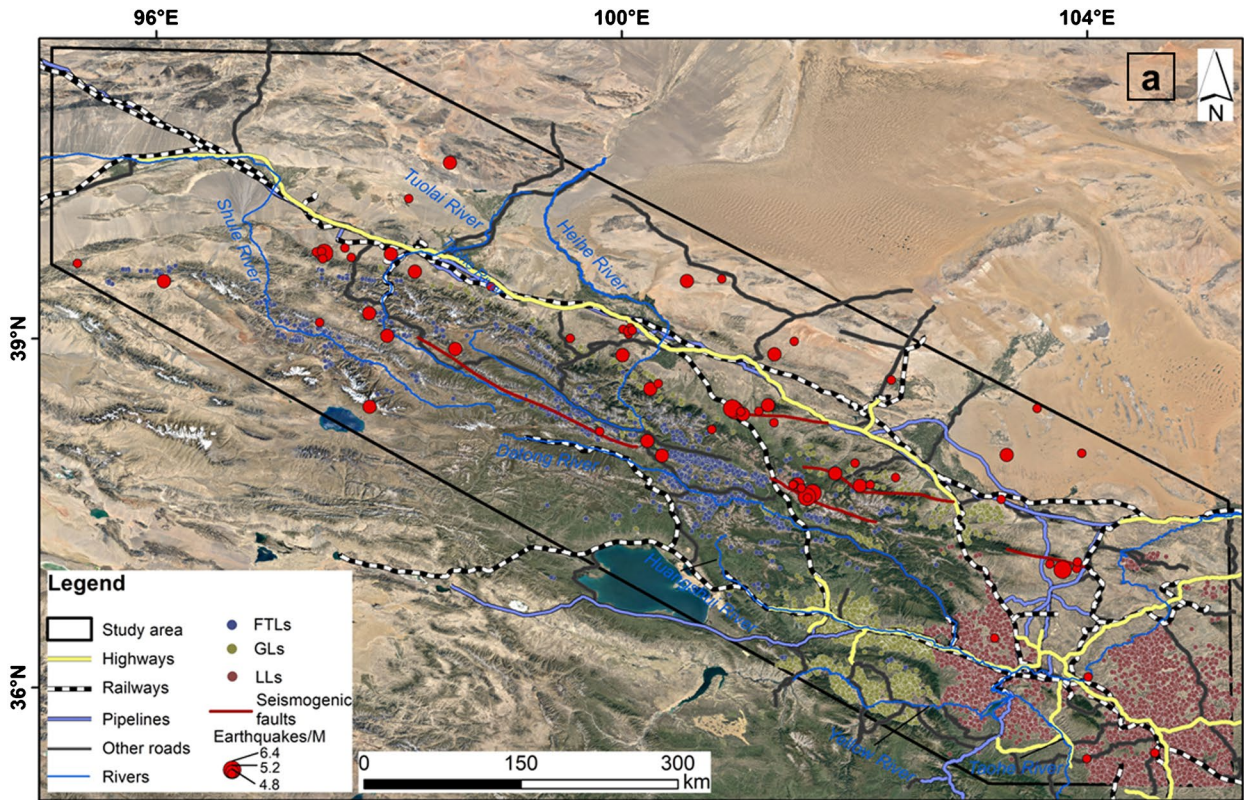 96°E 100°E 104°E
a
N
Tuolai River
Shule River
Heihe River
39°N
Datong River
Huangshui River
36°N
Yellow River
Taohe River
Legend
Study area
Highways
Railways
Pipelines
Other roads
Rivers
FTLs
GLs
LLs
Seismogenic
faults
Earthquakes/M
6.4
5.2
4.8
0 150 300
km